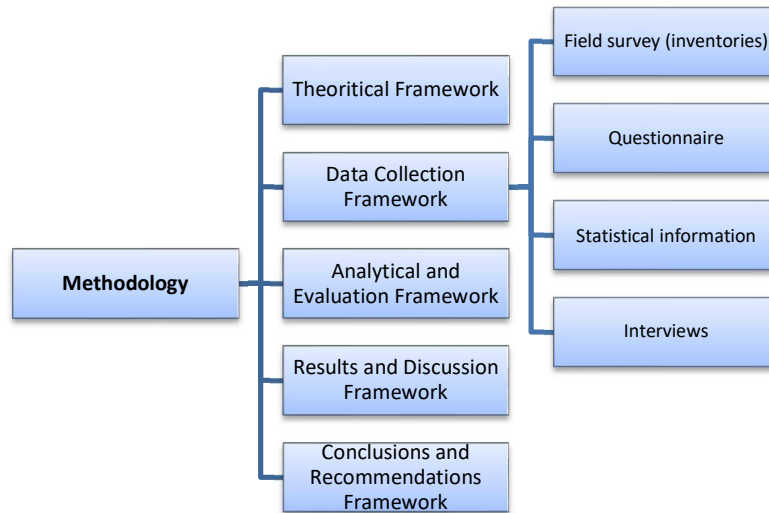 Methodology
Theoritical Framework
Data Collection
Framework
Analytical and
Evaluation Framework
Results and Discussion
Framework
Conclusions and
Recommendations
Framework
Field survey (inventories)
Questionnaire
Statistical information
Interviews